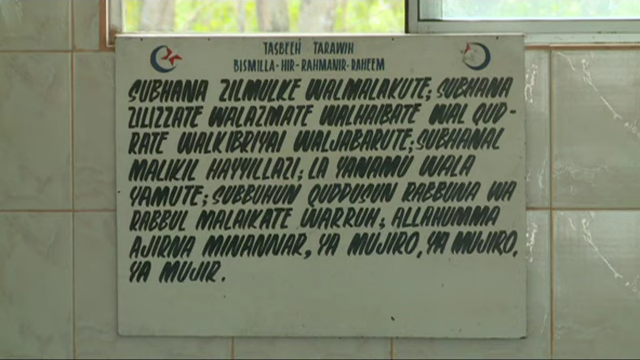 TASBEEH TARAWIH
BISMILLA-HIR-RAHMANIR-RAHEEM
SUBHANA ZILMULKE WALMALAKUTE; SUBHANA
ZILIZZATE WALAZMATE WALHAIBATE WAL QUD-
RATE WALKIBRIYAI WALJABARUTE; SUBHANAL
MALIKIL HAYYILLAZI; LA YANAMU WALA
YAMUTE; SUBBUHUN QUDDUSUN RABBUNA WA
RABBUL MALAIKATE WARRUH; ALLAHUMMA
AJIRNA MINANNAR, YA MUJIRO, YA MUJIRO,
YA MUJIR.